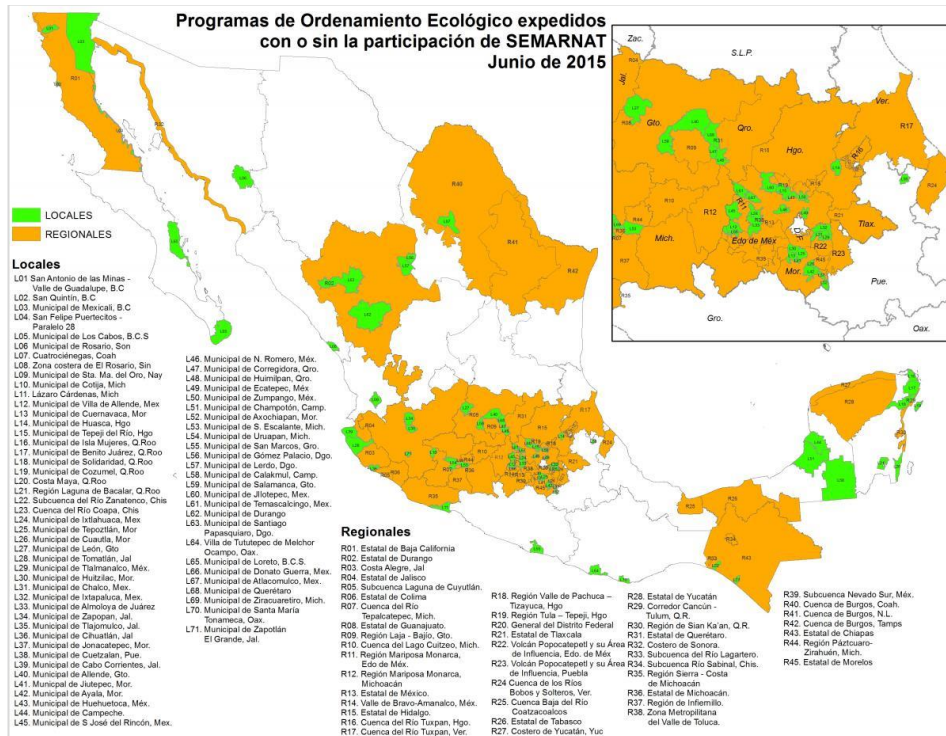 Programas de Ordenamiento Ecológico expedidos
con o sin la participación de SEMARNAT
Junio de 2015
LOCALES
REGIONALES
Locales
L01 San Antonio de las Minas -
Valle de Guadalupe, B.C
L02. San Quintín, B.C
L03. Municipal de Mexicali, B.C
L04. San Felipe Puertecitos -
Paralelo 28
L05. Municipal de Los Cabos, B.C.S
L06 Municipal de Rosario, Son
L07. Cuatrociénegas, Coah
L08. Zona costera de El Rosario, Sin
L09. Municipal de Sta. Ma. del Oro, Nay
L10. Municipal de Cotija, Mich
L11. Lázaro Cárdenas, Mich
L12. Municipal de Villa de Allende, Mex
L13 Municipal de Cuernavaca, Mor
L14 Municipal de Huasca, Hgo
L15 Municipal de Tepeji del Río, Hgo
L16 Municipal de Isla Mujeres, Q.Roo
L17 Municipal de Benito Juárez, Q.Roo
L18 Municipal de Solidaridad, Q.Roo
L19 Municipal de Cozumel, Q.Roo
L20 Costa Maya, Q.Roo
L21 Región Laguna de Bacalar, Q.Roo
L22 Subcuenca del Río Zanatenco, Chis
L23 Cuenca del Río Coapa, Chis
L24 Municipal de Ixtlahuaca, Mex
L25 Municipal de Tepoztlán, Mor
L26 Municipal de Cuautla, Mor
L27 Municipal de León, Gto
L28 Municipal de Tomatlán, Jal
L29 Municipal de Tlalmanalco, Méx
L30 Municipal de Huitzilac, Mor.
L31 Municipal de Chalco, Mex.
L32 Municipal de Ixtapaluca, Mex
L33 Municipal de Almoloya de Juárez
L34 Municipal de Zapopan, Jal.
L35 Municipal de Tlajomulco, Jal.
L36 Municipal de Cihuatlán, Jal
L37 Municipal de Jonacatepec, Mor.
L38 Municipal de Cuetzalan, Pue.
L39 Municipal de Cabo Corrientes, Jal.
L40 Municipal de Allende, Gto.
L41 Municipal de Jiutepec, Mor.
L42 Municipal de Ayala, Mor.
L43 Municipal de Huehuetoca, Méx.
L44 Municipal de Campeche.
L45 Municipal de S José del Rincón, Mex.
L46. Municipal de N. Romero, Méx.
L47. Municipal de Corregidora, Qro.
L48. Municipal de Huimilpan, Qro.
L49. Municipal de Ecatepec, Méx
L50. Municipal de Zumpango, Méx.
L51. Municipal de Champotón, Camp.
L52. Municipal de Axochiapan, Mor.
L53. Municipal de S. Escalante, Mich.
L54. Municipal de Uruapan, Mich.
L55. Municipal de San Marcos, Gro.
L56. Municipal de Gómez Palacio, Dgo.
L57. Municipal de Lerdo, Dgo.
L58. Municipal de Calakmul, Camp.
L59. Municipal de Salamanca, Gto.
L60. Municipal de Jilotepec, Mex.
L61. Municipal de Temascalcingo, Mex.
L62. Municipal de Durango
L63. Municipal de Santiago
Papasquiaro, Dgo.
L64. Villa de Tututepec de Melchor
Ocampo, Oax.
L65. Municipal de Loreto, B.C.S.
L66. Municipal de Donato Guerra, Mex.
L67. Municipal de Atlacomulco, Mex.
L68. Municipal de Querétaro
L69. Municipal de Ziracuaretiro, Mich.
L70. Municipal de Santa María
Tonameca, Oax.
L71. Municipal de Zapotlán
El Grande, Jal.
Regionales
R01. Estatal de Baja California
R02. Estatal de Durango
R03. Costa Alegre, Jal
R04. Estatal de Jalisco
R05. Subcuenca Laguna de Cuyutlán.
R06. Estatal de Colima
R07 Cuenca del Río
Tepalcatepec, Mich.
R08 Estatal de Guanajuato.
R09. Región Laja - Bajío, Gto.
R10. Cuenca del Lago Cuitzeo, Mich.
R11. Región Mariposa Monarca,
Edo de Méx.
R12. Región Mariposa Monarca,
Michoacán
R13. Estatal de México.
R14. Valle de Bravo-Amanalco, Méx.
R15. Estatal de Hidalgo.
R16. Cuenca del Río Tuxpan, Hgo.
R17 Cuenca del Río Tuxpan, Ver.
R18. Región Valle de Pachuca –
Tizayuca, Hgo
R19. Región Tula – Tepeji, Hgo
R20. General del Distrito Federal
R21. Estatal de Tlaxcala
R22. Volcán Popocatepetl y su Área
de Influencia, Edo. de Méx
R23. Volcán Popocatepetl y su Área
de Influencia, Puebla
R24 Cuenca de los Ríos
Bobos y Solteros, Ver.
R25. Cuenca Baja del Río
Coatzacoalcos
R26. Estatal de Tabasco
R27. Costero de Yucatán, Yuc
R28. Estatal de Yucatán
R29. Corredor Cancún -
Tulum, Q.R.
R30. Región de Sian Ka'an, Q.R.
R31. Estatal de Querétaro.
R32. Costero de Sonora.
R33. Subcuenca del Río Lagartero.
R34. Subcuenca Río Sabinal, Chis.
R35. Región Sierra - Costa
de Michoacán
R36. Estatal de Michoacán.
R37. Región de Infiernillo.
R38. Zona Metropolitana
del Valle de Toluca.
R39. Subcuenca Nevado Sur, Méx.
R40. Cuenca de Burgos, Coah.
R41. Cuenca de Burgos, N.L.
R42. Cuenca de Burgos, Tamps
R43. Estatal de Chiapas
R44. Región Pátzcuaro-
Zirahuén, Mich.
R45. Estatal de Morelos
Zac.
S.L.P.
Jal.
Gto.
Qro.
Hgo.
Ver.
Mich.
Edo de Méx
Mor.
Tlax.
Pue.
Gro.
Oax.
R10
R11
R12
R16
R17
R22
R23